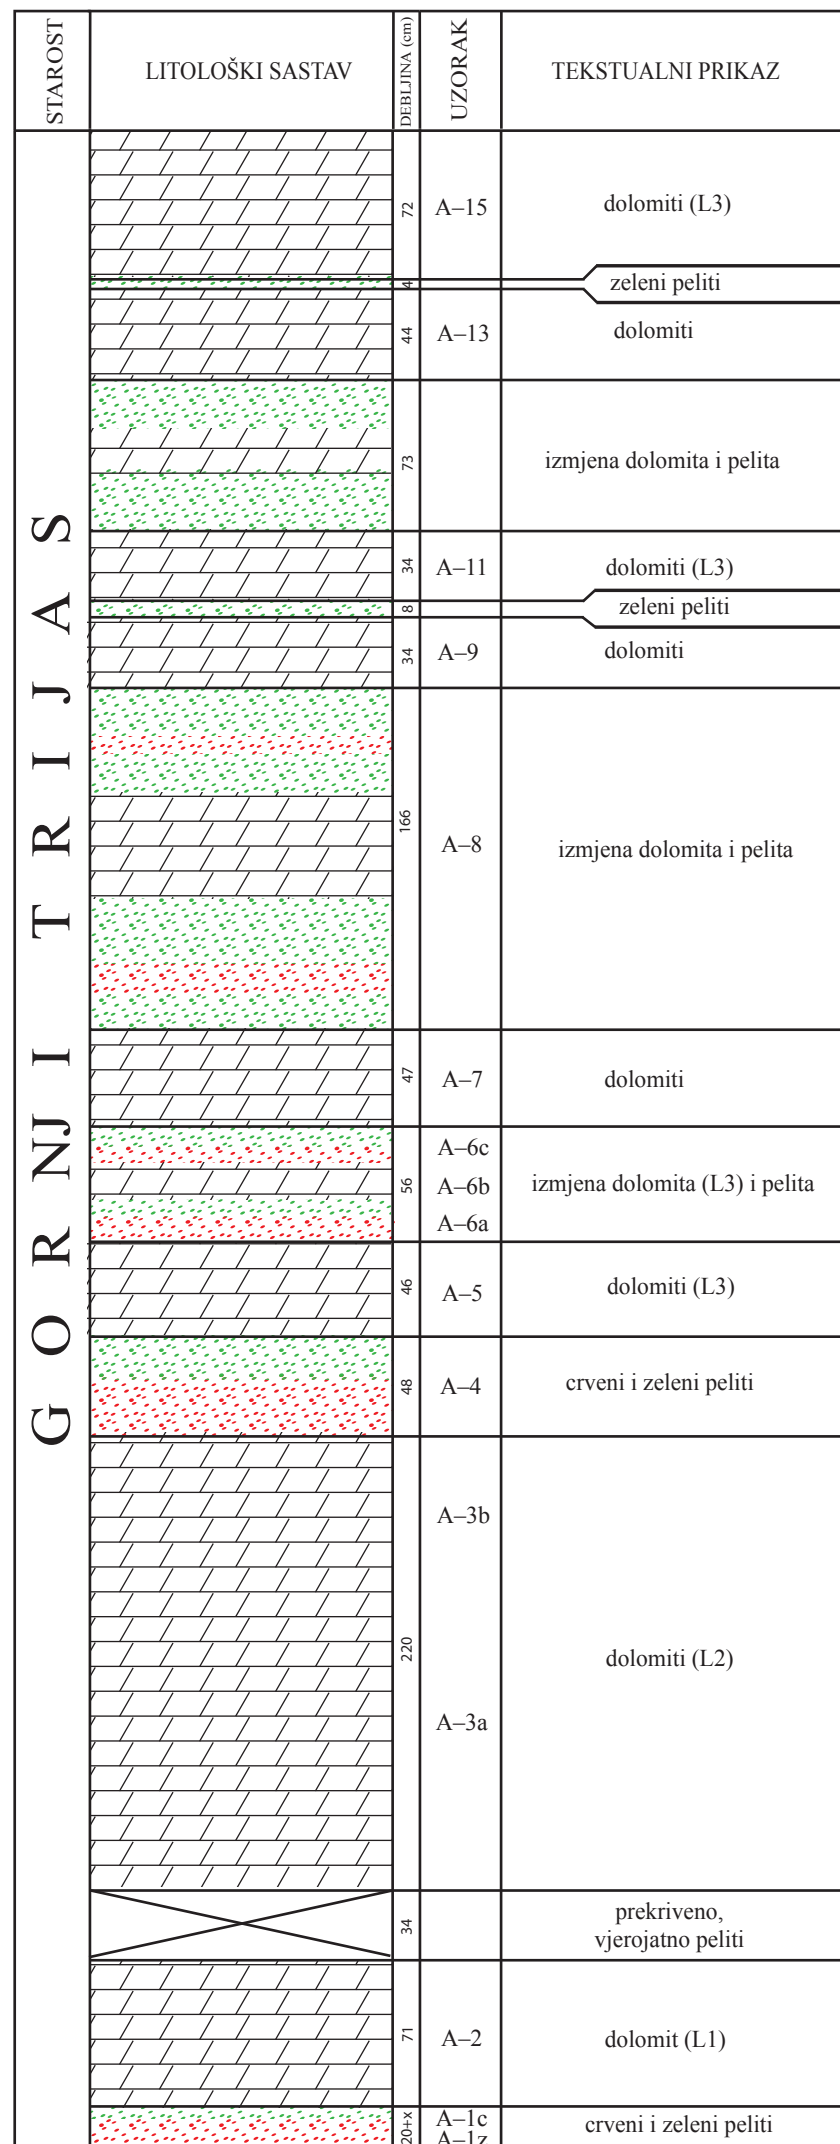 STAROST
LITOLOŠKI SASTAV
DEBLJINA (cm)
UZORAK
TEKSTUALNI PRIKAZ
GORNJI TRIJAS
72
A–15
dolomiti (L3)
4
zeleni peliti
44
A–13
dolomiti
73
izmjena dolomita i pelita
34
A–11
dolomiti (L3)
8
zeleni peliti
34
A–9
dolomiti
166
A–8
izmjena dolomita i pelita
47
A–7
dolomiti
56
A–6c
A–6b
A–6a
izmjena dolomita (L3) i pelita
46
A–5
dolomiti (L3)
48
A–4
crveni i zeleni peliti
220
A–3b
A–3a
dolomiti (L2)
34
prekriveno,
vjerojatno peliti
71
A–2
dolomit (L1)
20+x
A–1c
A–1z
crveni i zeleni peliti